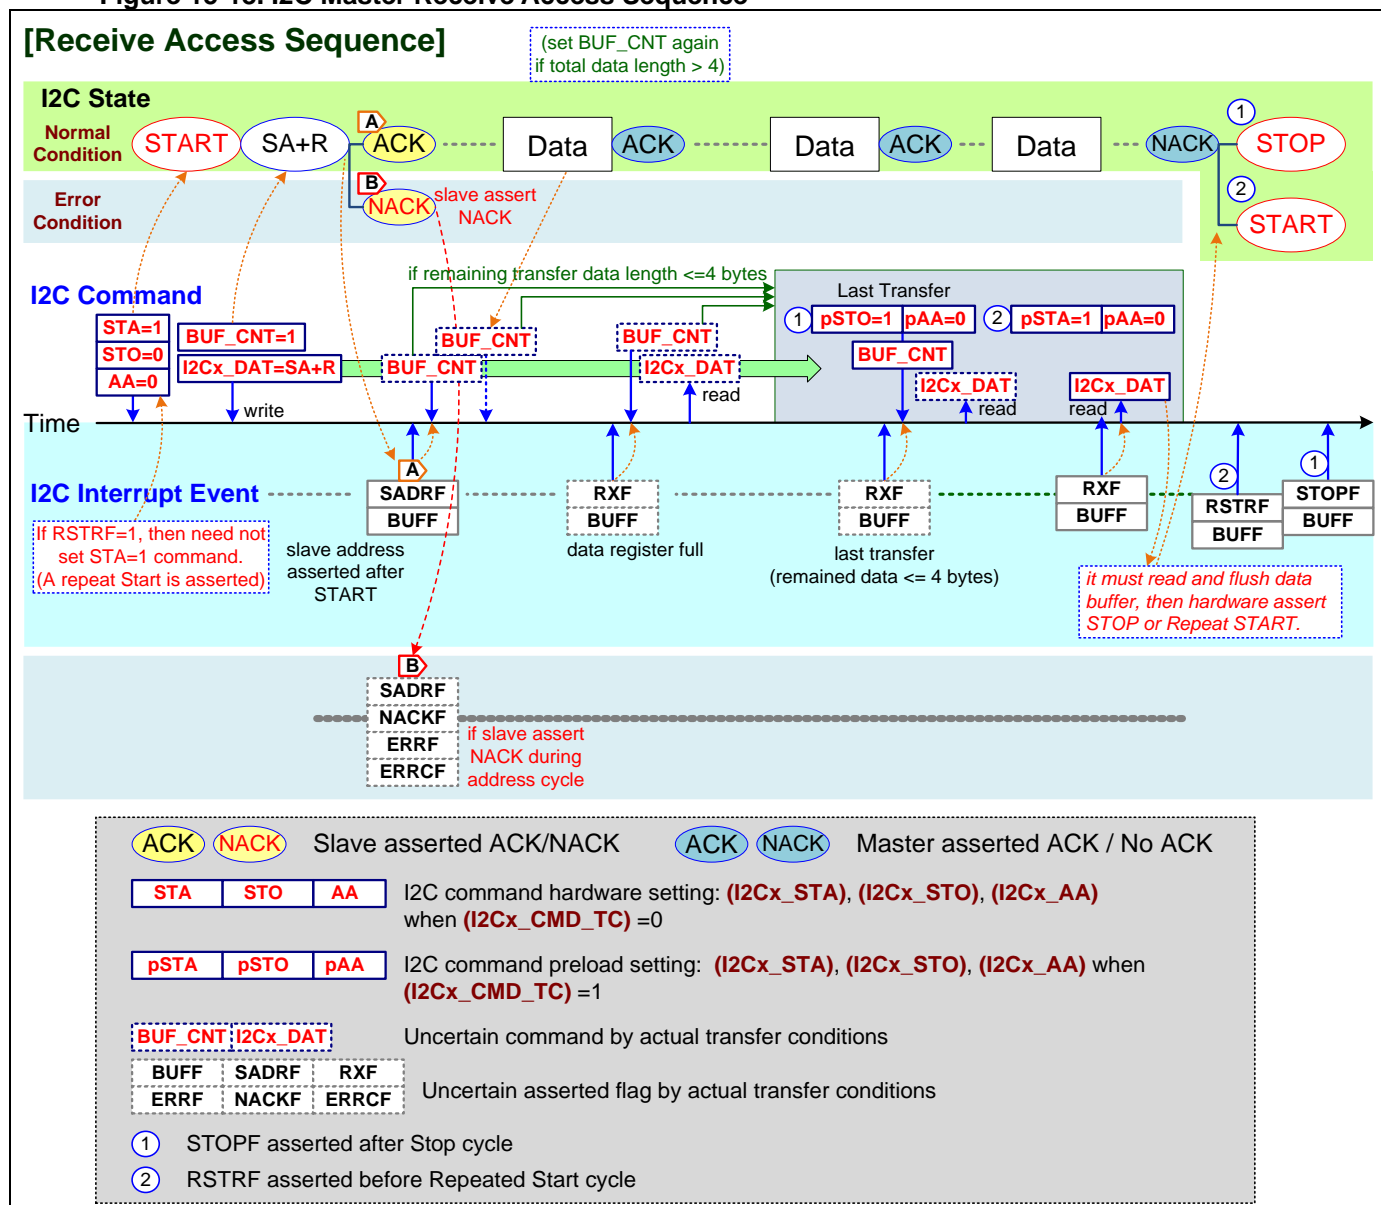 [Receive Access Sequence]
(set BUF_CNT again
if total data length > 4)
I2C State
Normal
Condition
START
SA+R
A
ACK
Data
ACK
Data
ACK
Data
NACK
1
STOP
Error
Condition
B
NACK
slave assert
NACK
2
START
if remaining transfer data length <=4 bytes
I2C Command
Last Transfer
STA=1
STO=0
AA=0
BUF_CNT=1
I2Cx_DAT=SA+R
write
BUF_CNT
BUF_CNT
BUF_CNT
I2Cx_DAT
read
1
pSTO=1
pAA=0
2
pSTA=1
pAA=0
BUF_CNT
I2Cx_DAT
read
I2Cx_DAT
read
Time
I2C Interrupt Event
A
SADRF
BUFF
slave address
asserted after
START
RXF
BUFF
data register full
RXF
BUFF
last transfer
(remained data <= 4 bytes)
RXF
BUFF
2
RSTRF
BUFF
1
STOPF
BUFF
If RSTRF=1, then need not
set STA=1 command.
(A repeat Start is asserted)
it must read and flush data
buffer, then hardware assert
STOP or Repeat START.
B
SADRF
NACKF
ERRF
ERRCF
if slave assert
NACK during
address cycle
ACK
NACK
Slave asserted ACK/NACK
ACK
NACK
Master asserted ACK / No ACK
STA
STO
AA
I2C command hardware setting: (I2Cx_STA), (I2Cx_STO), (I2Cx_AA)
when (I2Cx_CMD_TC) =0
pSTA
pSTO
pAA
I2C command preload setting: (I2Cx_STA), (I2Cx_STO), (I2Cx_AA) when
(I2Cx_CMD_TC) =1
BUF_CNT
I2Cx_DAT
Uncertain command by actual transfer conditions
BUFF
SADRF
RXF
ERRF
NACKF
ERRCF
Uncertain asserted flag by actual transfer conditions
1
STOPF asserted after Stop cycle
2
RSTRF asserted before Repeated Start cycle